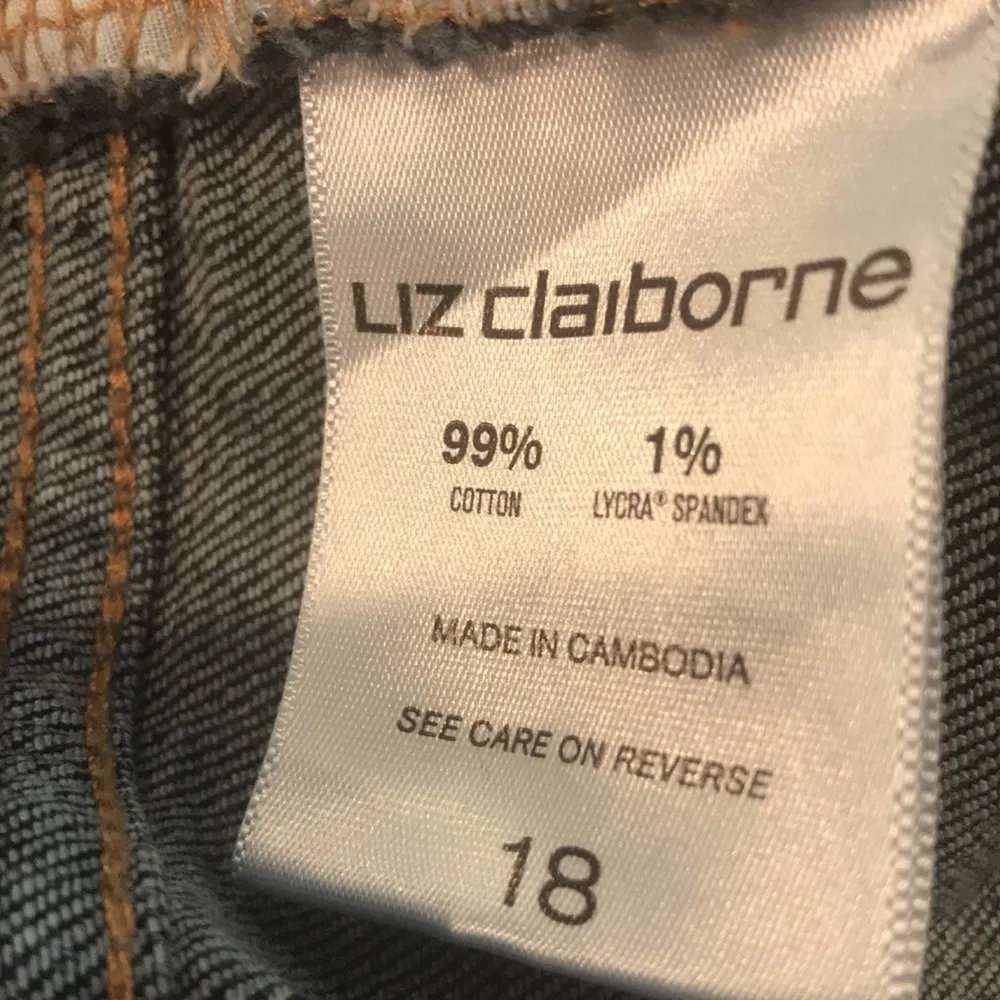 LIZ claiborne
99% 1%
COTTON LYCRA® SPANDEX
MADE IN CAMBODIA
SEE CARE ON REVERSE
18